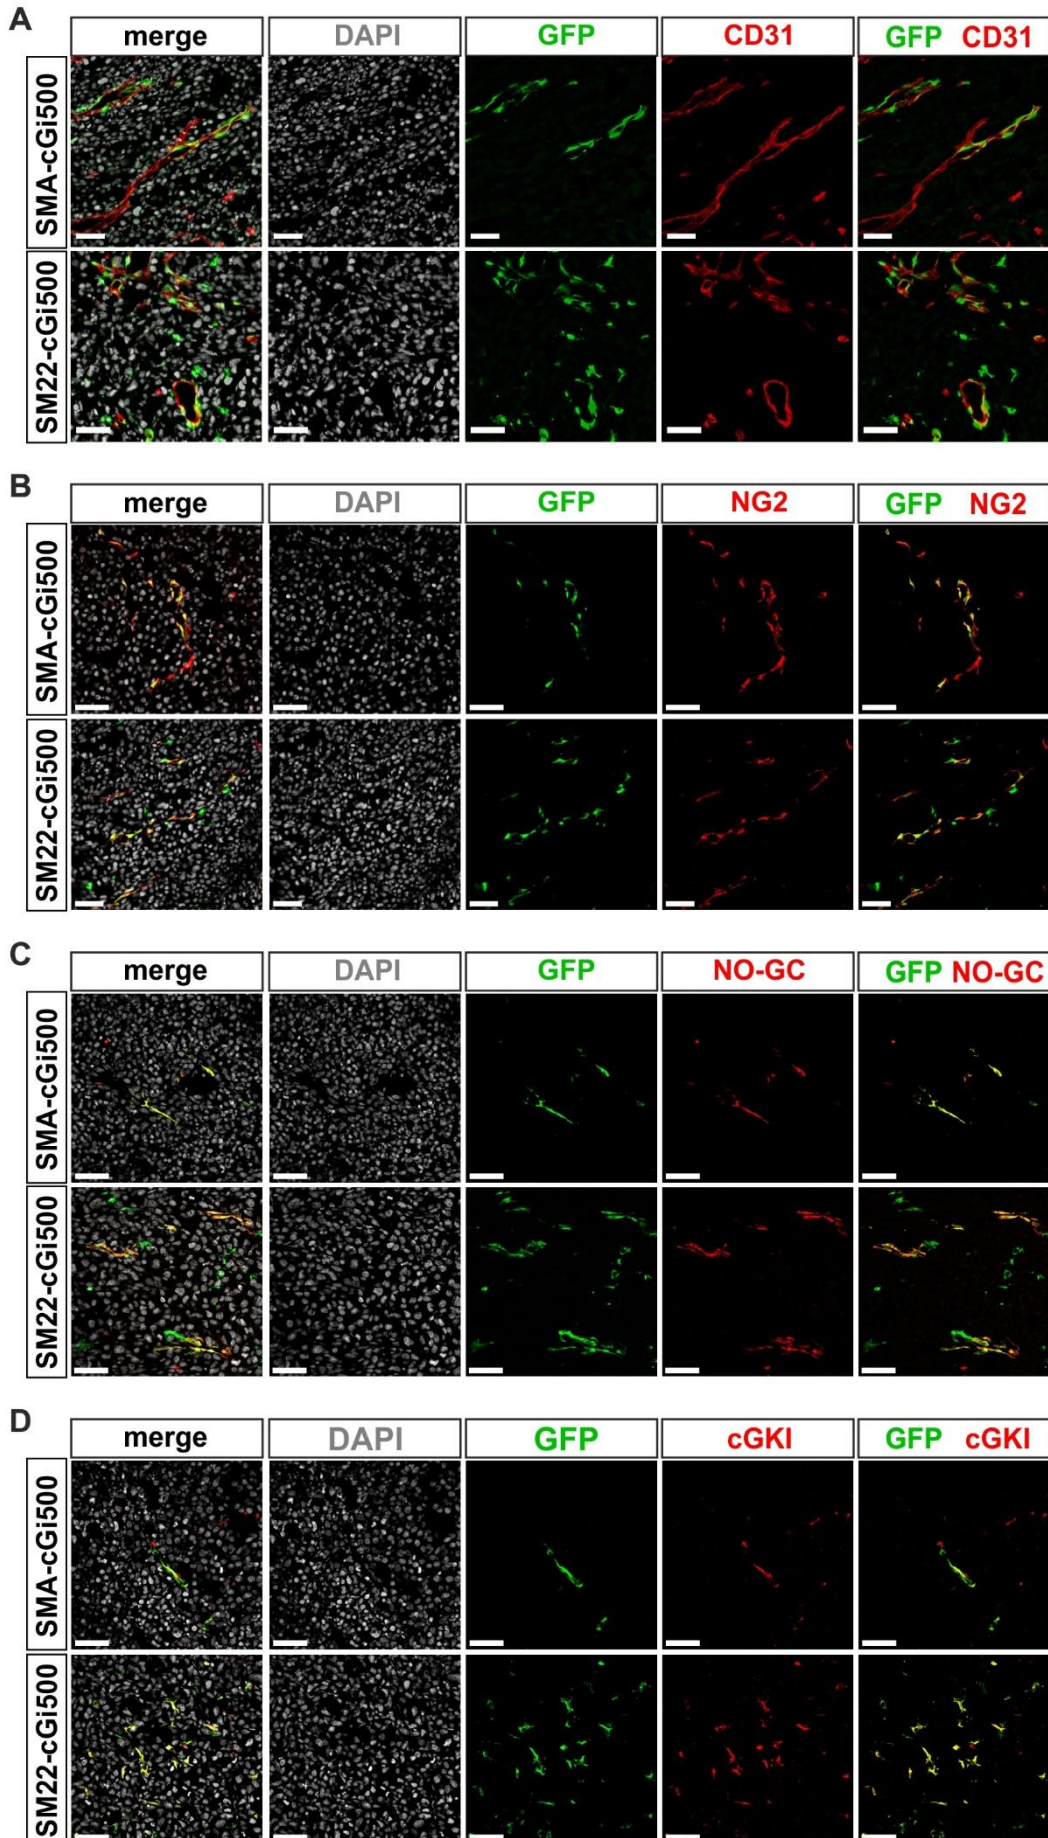 A
merge DAPI GFP CD31 GFP CD31
SMA-cGi500
SM22-cGi500
B
merge DAPI GFP NG2 GFP NG2
SMA-cGi500
SM22-cGi500
C
merge DAPI GFP NO-GC GFP NO-GC
SMA-cGi500
SM22-cGi500
D
merge DAPI GFP cGKI GFP cGKI
SMA-cGi500
SM22-cGi500